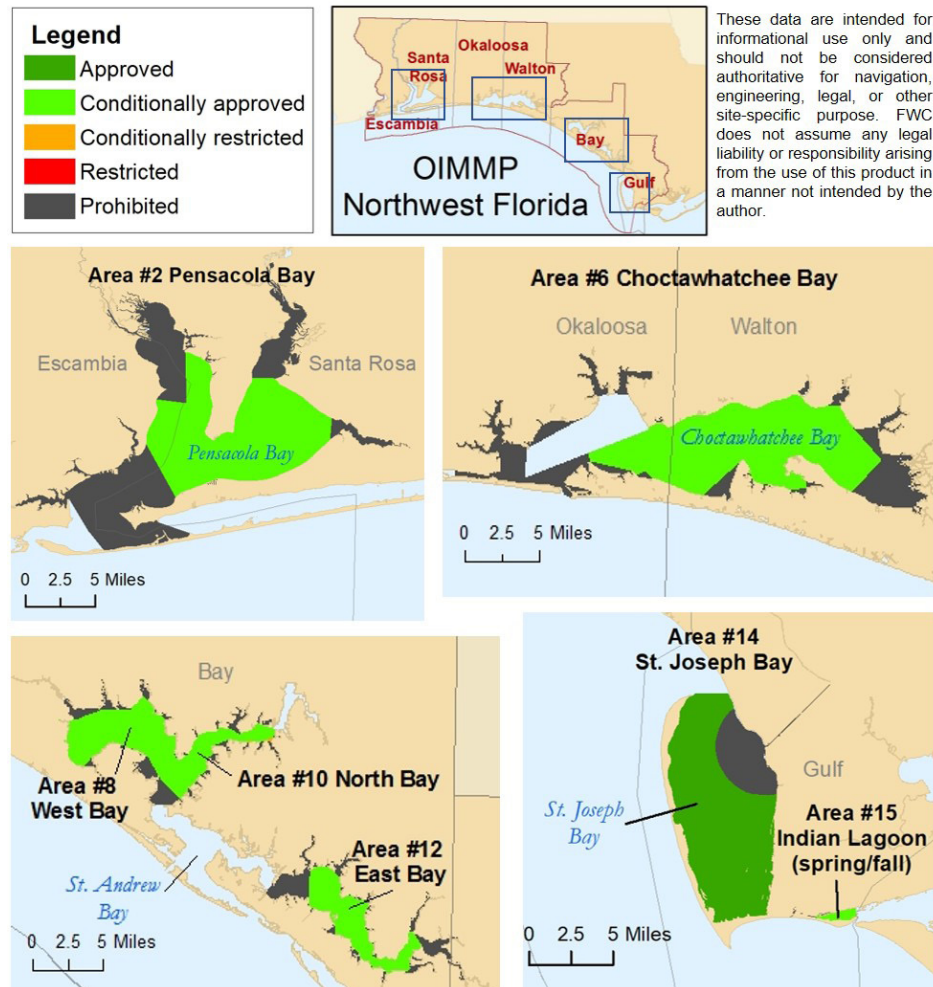 Legend
Approved
Conditionally approved
Conditionally restricted
Restricted
Prohibited
Okaloosa
Santa
Rosa
Walton
Escambia
Bay
Gulf
OIMMP
Northwest Florida
These data are intended for
informational use only and
should not be considered
authoritative for navigation,
engineering, legal, or other
site-specific purpose. FWC
does not assume any legal
liability or responsibility arising
from the use of this product in
a manner not intended by the
author.
Area #2 Pensacola Bay
Escambia
Santa Rosa
Pensacola Bay
0 2.5 5 Miles
Area #6 Choctawhatchee Bay
Okaloosa
Walton
Choctawhatchee Bay
0 2.5 5 Miles
Bay
Area #8
West Bay
Area #10 North Bay
Area #12
East Bay
St. Andrew
Bay
0 2.5 5 Miles
Area #14
St. Joseph Bay
Gulf
St. Joseph
Bay
Area #15
Indian Lagoon
(spring/fall)
0 2.5 5 Miles